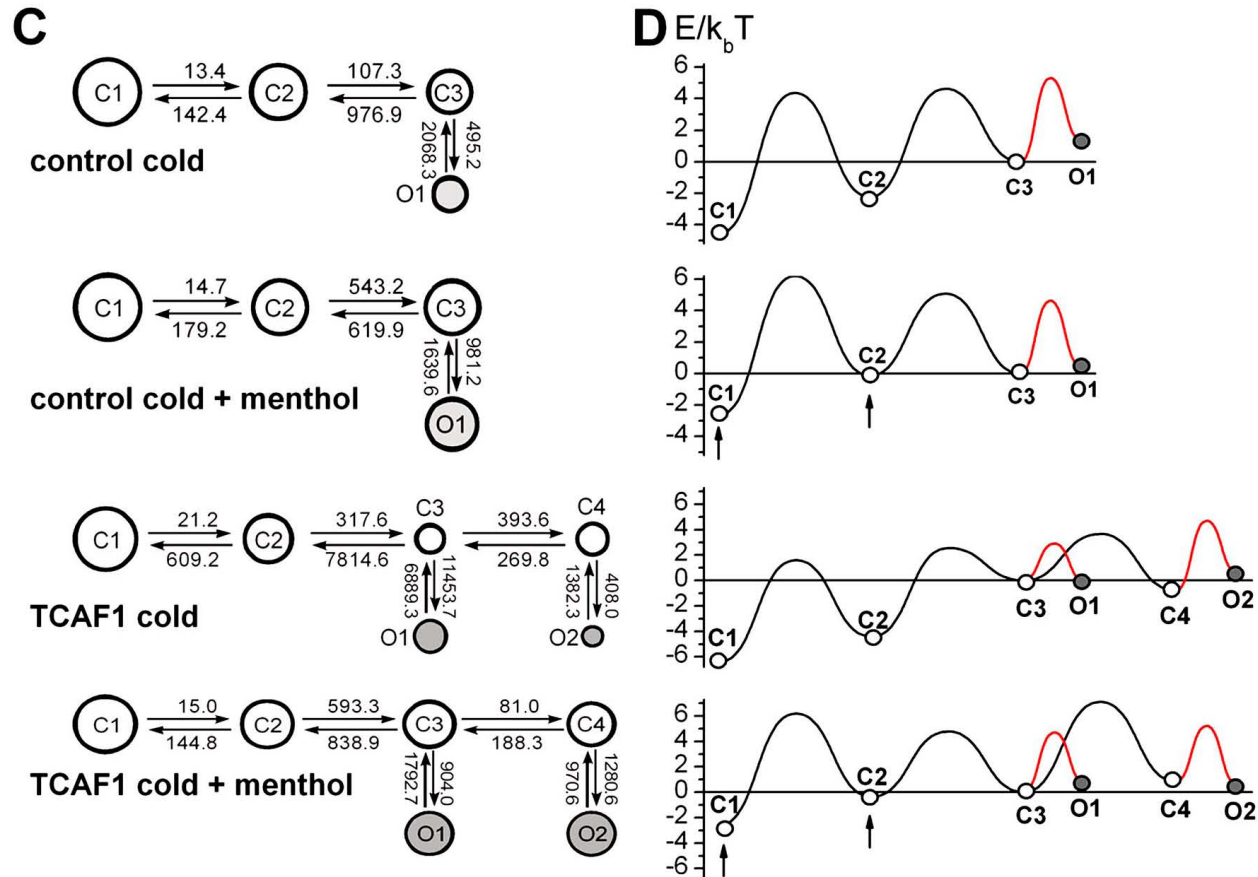 C
13.4
107.3
C1
C2
C3
142.4
976.9
2068.3
495.2
control cold
O1
14.7
543.2
C1
C2
C3
179.2
619.9
1639.6
981.2
control cold + menthol
O1
C3
C4
21.2
317.6
393.6
C1
C2
609.2
7814.6
269.8
6889.3
11453.7
1382.3
408.0
TCAF1 cold
O1
O2
15.0
593.3
81.0
C1
C2
C3
C4
144.8
838.9
188.3
1792.7
904.0
970.6
1280.6
TCAF1 cold + menthol
O1
O2
D E/kbT
6
4
2
0
-2
-4
C1
C2
C3
O1
6
4
2
0
-2
-4
C1
C2
C3
O1
6
4
2
0
-2
-4
-6
C1
C2
C3
O1
C4
O2
6
4
2
0
-2
-4
-6
C1
C2
C3
O1
C4
O2